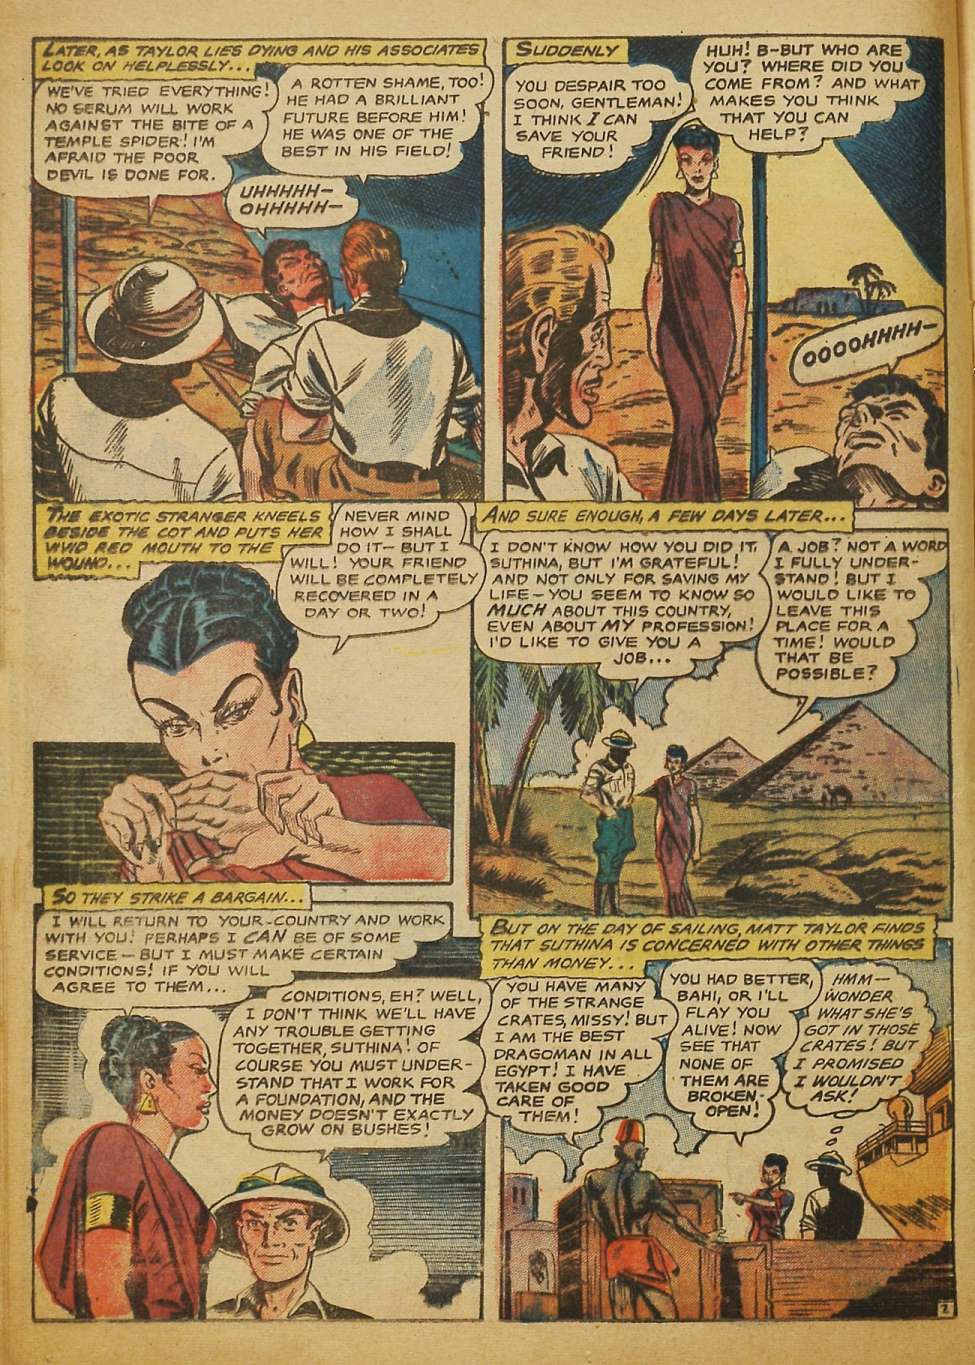 LATER, AS TAYLOR LIES DYING AND HIS ASSOCIATES
LOOK ON HELPLESSLY...
WE'VE TRIED EVERYTHING!
NO SERUM WILL WORK
AGAINST THE BITE OF A
TEMPLE SPIDER! I'M
AFRAID THE POOR
DEVIL IS DONE FOR.
A ROTTEN SHAME, TOO!
HE HAD A BRILLIANT
FUTURE BEFORE HIM!
HE WAS ONE OF THE
BEST IN HIS FIELD!
UHHHHH-
OHHHHH-
SUDDENLY
YOU DESPAIR TOO
SOON, GENTLEMAN!
I THINK I CAN
SAVE YOUR
FRIEND!
HUH! B-BUT WHO ARE
YOU? WHERE DID YOU
COME FROM? AND WHAT
MAKES YOU THINK
THAT YOU CAN
HELP?
OOOOHHHH-
THE EXOTIC STRANGER KNEELS
BESIDE THE COT AND PUTS HER
WVID RED MOUTH TO THE
WOUND...
NEVER MIND
HOW I SHALL
DO IT-BUT I
WILL! YOUR FRIEND
WILL BE COMPLETELY
RECOVERED IN A
DAY OR TWO!
AND SURE ENOUGH, A FEW DAYS LATER...
I DON'T KNOW HOW YOU DID IT,
SUTHINA, BUT I'M GRATEFUL!
AND NOT ONLY FOR SAVING MY
LIFE-YOU SEEM TO KNOW SO
MUCH ABOUT THIS COUNTRY,
EVEN ABOUT MY PROFESSION!
I'D LIKE TO GIVE YOU A
JOB...
A JOB? NOT A WORD
I FULLY UNDER-
STAND! BUT I
WOULD LIKE TO
LEAVE THIS
PLACE FOR A
TIME! WOULD
THAT BE
POSSIBLE?
SO THEY STRIKE A BARGAIN...
I WILL RETURN TO YOUR COUNTRY AND WORK
WITH YOU! PERHAPS I CAN BE OF SOME
SERVICE-BUT I MUST MAKE CERTAIN
CONDITIONS! IF YOU WILL
AGREE TO THEM...
CONDITIONS, EH? WELL,
I DON'T THINK WE'LL HAVE
ANY TROUBLE GETTING
TOGETHER, SUTHINA! OF
COURSE YOU MUST UNDER-
STAND THAT I WORK FOR
A FOUNDATION, AND THE
MONEY DOESN'T EXACTLY
GROW ON BUSHES!
BUT ON THE DAY OF SAILING, MATT TAYLOR FINDS
THAT SUTHINA IS CONCERNED WITH OTHER THINGS
THAN MONEY...
YOU HAVE MANY
OF THE STRANGE
CRATES, MISSY! BUT
I AM THE BEST
DRAGOMAN IN ALL
EGYPT! I HAVE
TAKEN GOOD
CARE OF
THEM!
YOU HAD BETTER,
BAHI, OR I'LL
FLAY YOU
ALIVE! NOW
SEE THAT
NONE OF
THEM ARE
BROKEN
OPEN!
HMM-
WONDER
WHAT SHE'S
GOT IN THOSE
CRATES! BUT
I PROMISED
I WOULDN'T
ASK!
2